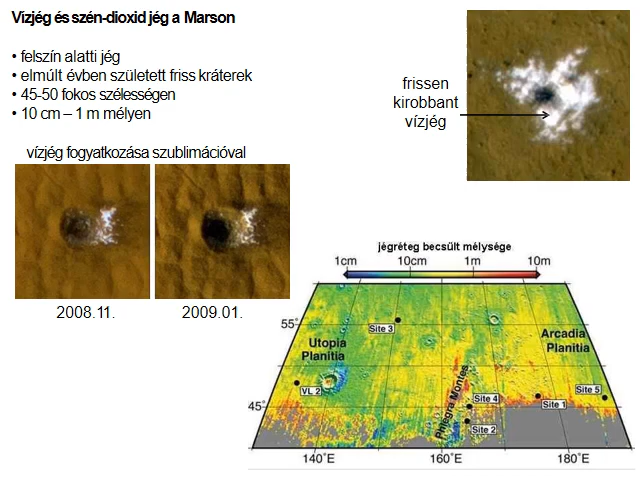 Vízjég és szén-dioxid jég a Marson
• felszín alatti jég
• elmúlt évben született friss kráterek
• 45-50 fokos szélességen
• 10 cm – 1 m mélyen
frissen
kirobbant
vízjég
vízjég fogyatkozása szublimációval
2008.11.
2009.01.
jégréteg becsült mélysége
1cm 10cm 1m 10m
55°
45°
Utopia
Planitia
Site 3
Arcadia
Planitia
VL 2
Phlegra Montes
Site 4
Site 2
Site 1
Site 5
140°E 160°E 180°E